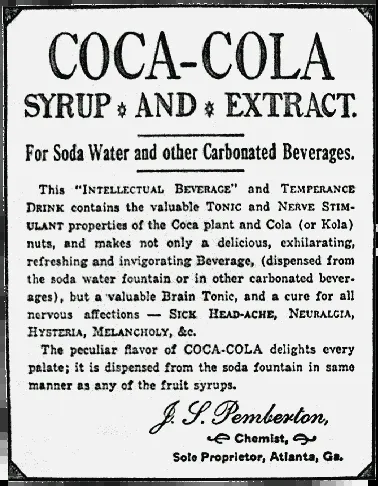 COCA-COLA
SYRUP * AND * EXTRACT.
For Soda Water and other Carbonated Beverages.
This "INTELLECTUAL BEVERAGE" and TEMPERANCE
DRINK contains the valuable TONIC and NERVE STIM-
ULANT properties of the Coca plant and Cola (or Kola)
nuts, and makes not only a delicious, exhilarating,
refreshing and invigorating Beverage, (dispensed from
the soda water fountain or in other carbonated bever-
ages), but a valuable Brain Tonic, and a cure for all
nervous affections — SICK HEAD-ACHE, NEURALGIA,
HYSTERIA, MELANCHOLY, &c.
The peculiar flavor of COCA-COLA delights every
palate; it is dispensed from the soda fountain in same
manner as any of the fruit syrups.
J. S. Pemberton,
Chemist,
Sole Proprietor, Atlanta, Ga.